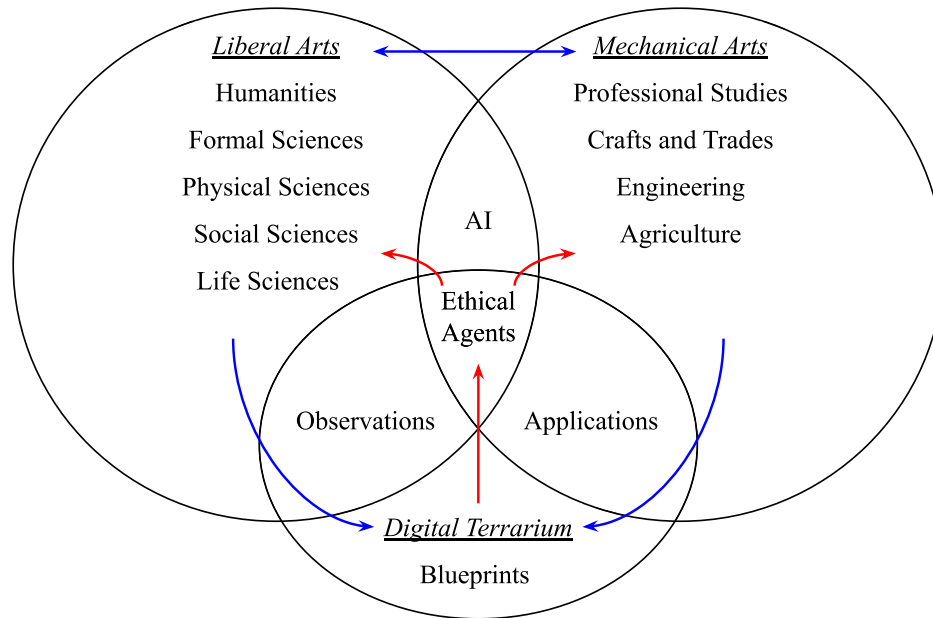 Liberal Arts
Mechanical Arts
Humanities
Professional Studies
Formal Sciences
Crafts and Trades
Physical Sciences
Engineering
Social Sciences
AI
Agriculture
Life Sciences
Ethical
Agents
Observations
Applications
Digital Terrarium
Blueprints